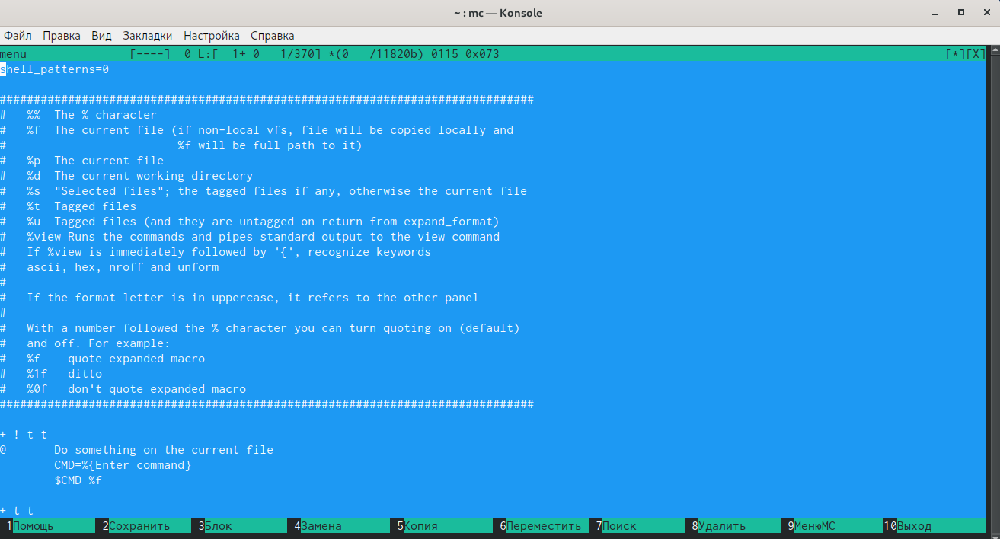 ~ : mc — Konsole
Файл Правка Вид Закладки Настройка Справка
menu [----] 0 L:[ 1+ 0 1/370] *(0 /11820b) 0115 0x073 [*][X]
shell_patterns=0
##############################################################################
# %% The % character
# %f The current file (if non-local vfs, file will be copied locally and
# %f will be full path to it)
# %p The current file
# %d The current working directory
# %s "Selected files"; the tagged files if any, otherwise the current file
# %t Tagged files
# %u Tagged files (and they are untagged on return from expand_format)
# %view Runs the commands and pipes standard output to the view command
# If %view is immediately followed by '{', recognize keywords
# ascii, hex, nroff and unform
#
# If the format letter is in uppercase, it refers to the other panel
#
# With a number followed the % character you can turn quoting on (default)
# and off. For example:
# %f quote expanded macro
# %1f ditto
# %0f don't quote expanded macro
##############################################################################
+ ! t t
@ Do something on the current file
CMD=%{Enter command}
$CMD %f
+ t t
1Помощь 2Сохранить 3Блок 4Замена 5Копия 6Переместить 7Поиск 8Удалить 9МенюMC 10Выход